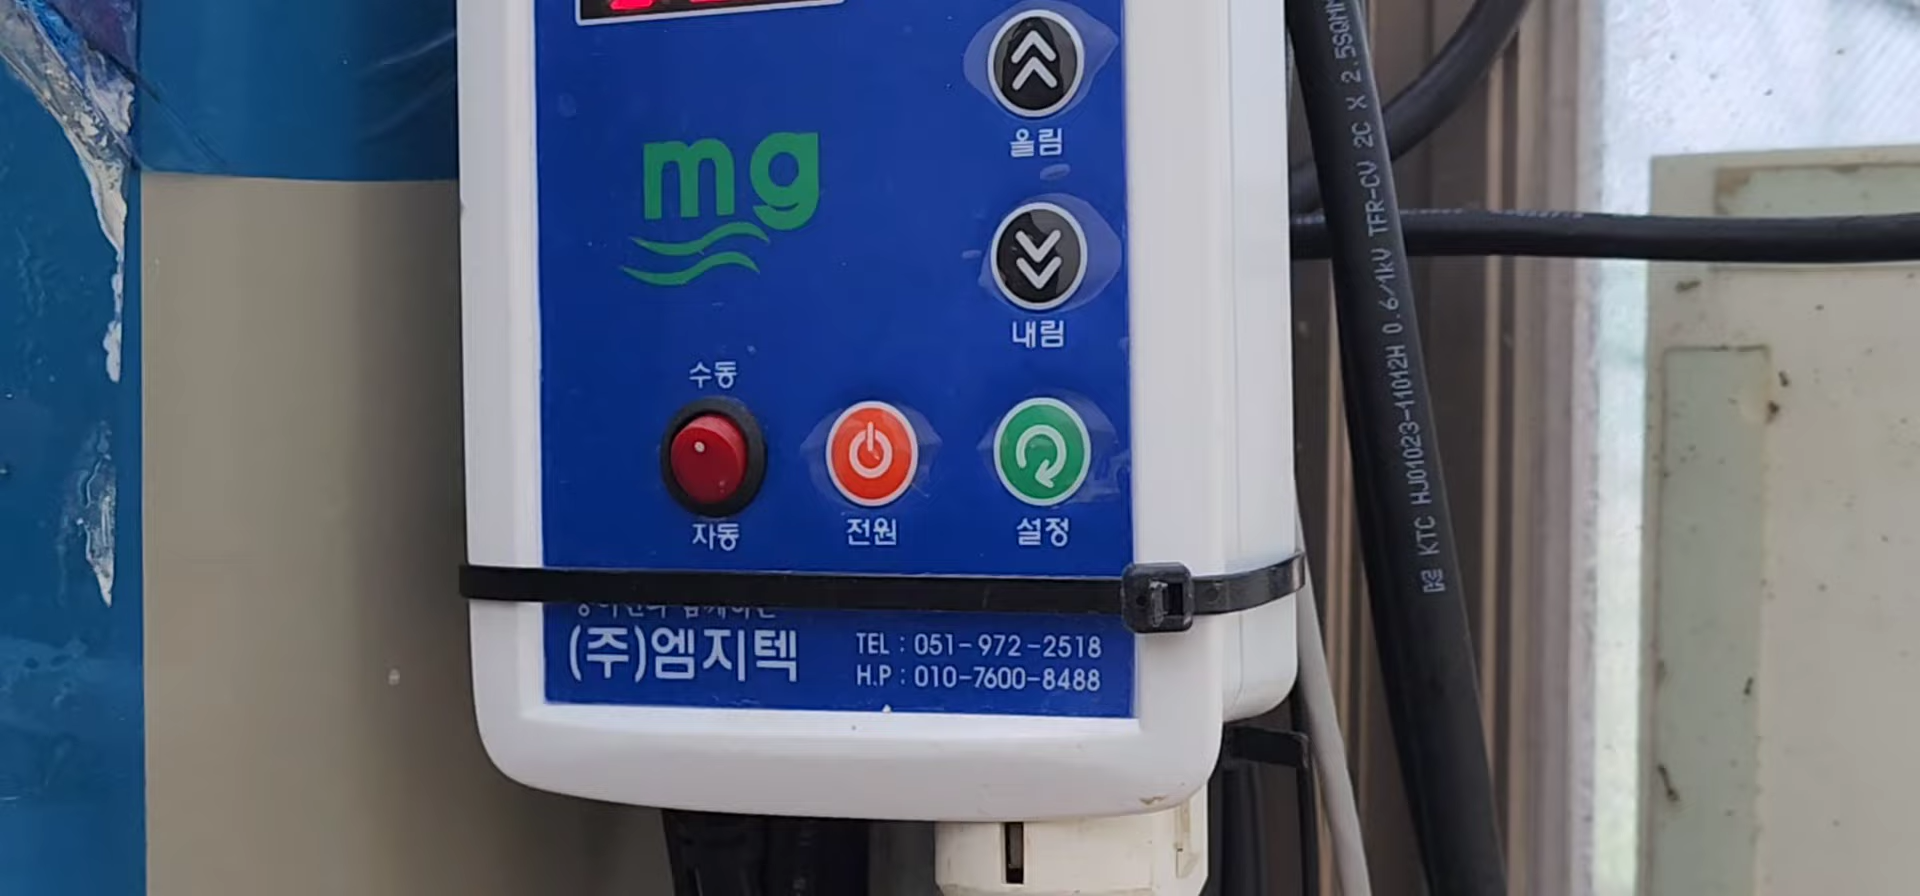 mg
올림
내림
수동
자동
전원
설정
(주)엠지텍
TEL : 051-972-2518
H.P : 010-7600-8488
KTC HJ01023-11012H 0.6/1kV TFR-CV 2C X 2.5SQMM